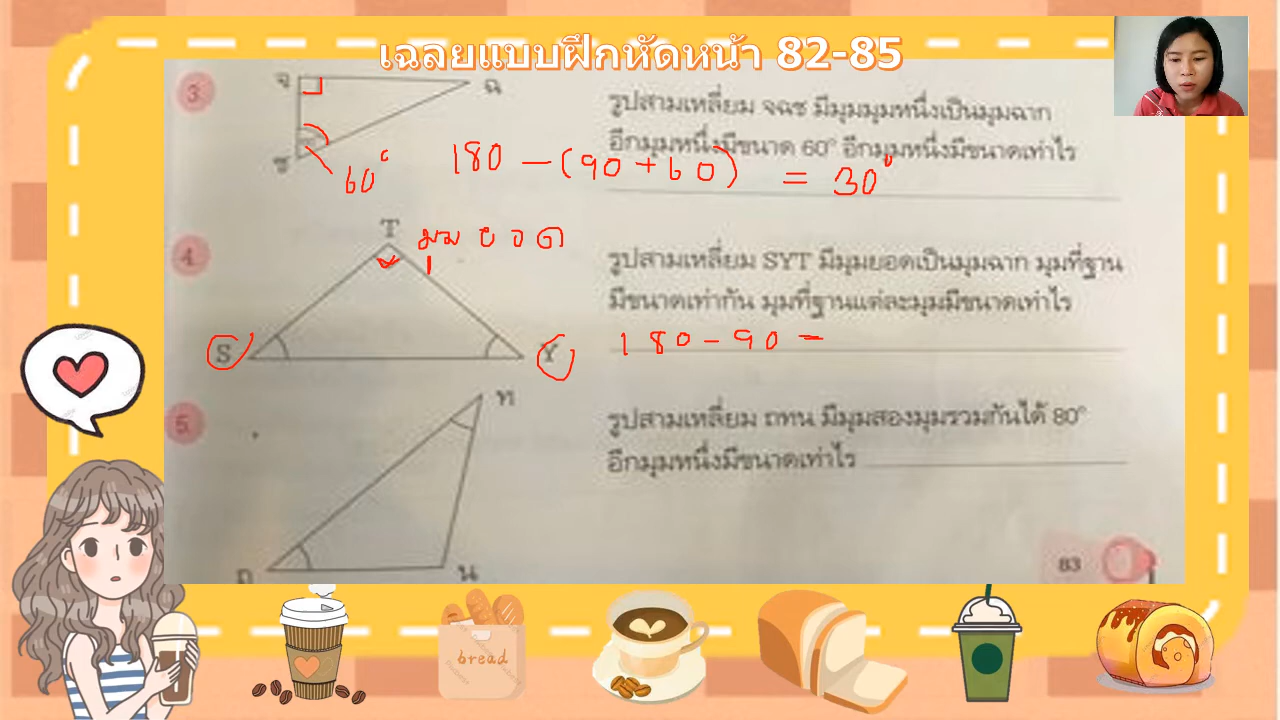 เฉลยแบบฝึกหัดหน้า 82-85
3.
จ
ฉ
ช
60°
รูปสามเหลี่ยม จฉช มีมุมมุมหนึ่งเป็นมุมฉาก
อีกมุมหนึ่งมีขนาด 60° อีกมุมหนึ่งมีขนาดเท่าไร
180 - (90 + 60) = 30°
4.
T
มุมยอด
S
Y
รูปสามเหลี่ยม SYT มีมุมยอดเป็นมุมฉาก มุมที่ฐาน
มีขนาดเท่ากัน มุมที่ฐานแต่ละมุมมีขนาดเท่าไร
180 - 90 =
5.
ท
ถ
น
รูปสามเหลี่ยม ถทน มีมุมสองมุมรวมกันได้ 80°
อีกมุมหนึ่งมีขนาดเท่าไร
83
bread